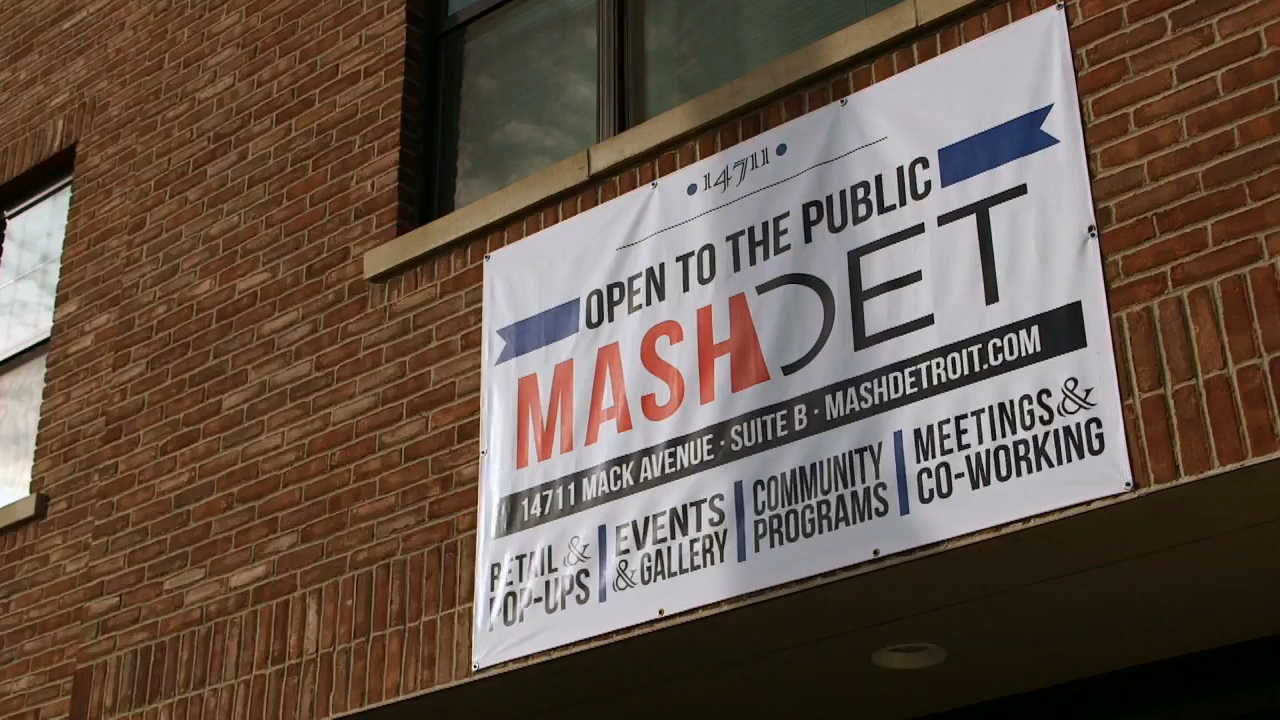 14711
OPEN TO THE PUBLIC
MASHDET
14711 MACK AVENUE · SUITE B · MASHDETROIT.COM
RETAIL &
POP-UPS
EVENTS
& GALLERY
COMMUNITY
PROGRAMS
MEETINGS &
CO-WORKING